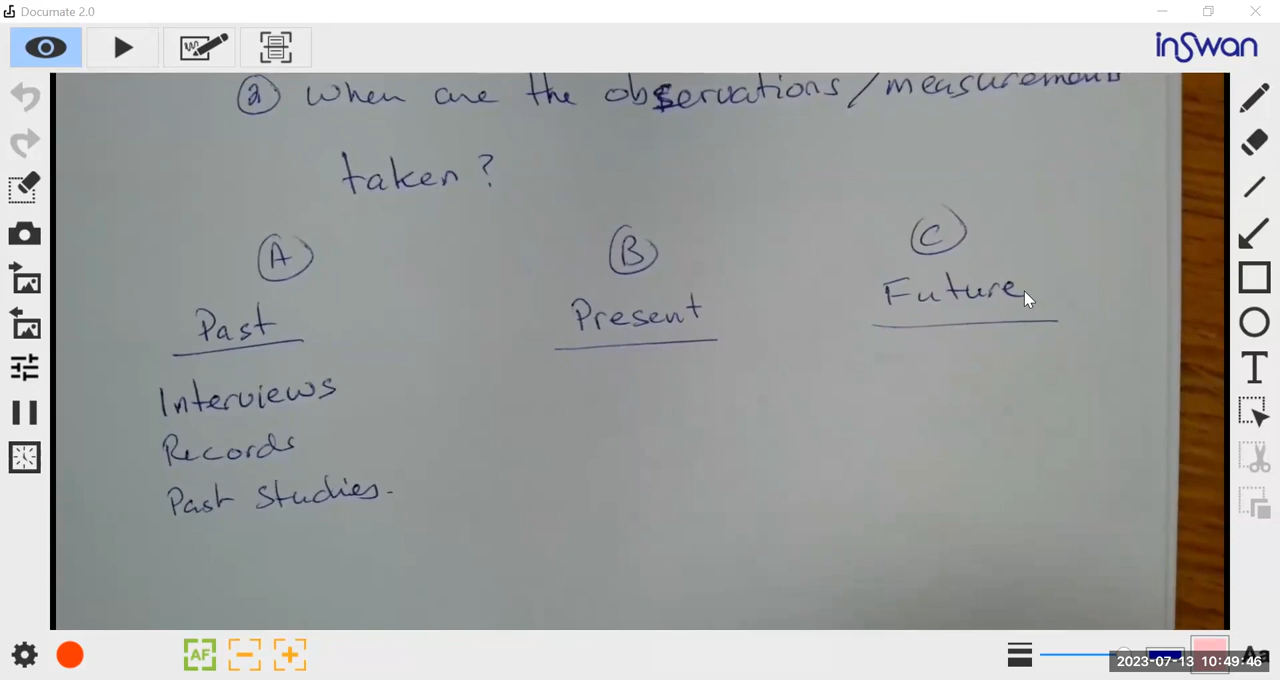 Documate 2.0
inSwan
② When are the observations/measurements
taken?
Ⓐ Ⓑ Ⓒ
Past Present Future
Interviews
Records
Past Studies.
AF
Aa
T
2023-07-13 10:49:46